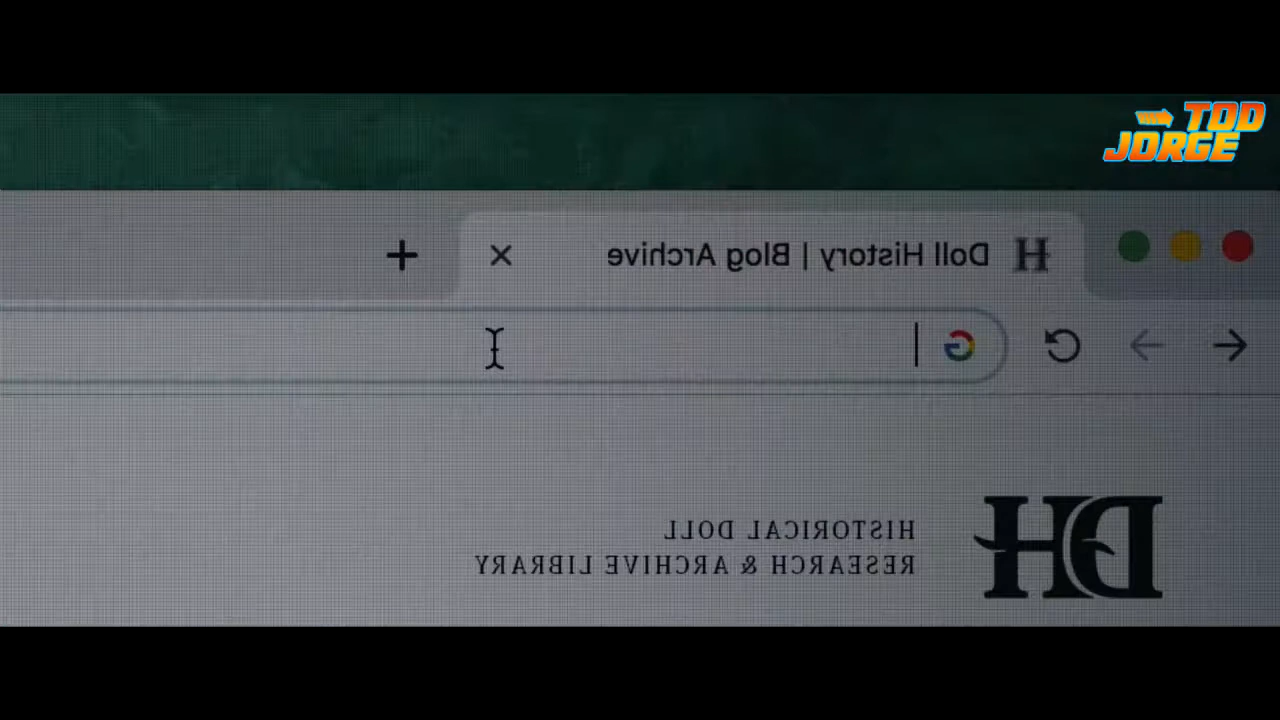 TOD
JORGE
Doll History | Blog Archive
DH
HISTORICAL DOLL
RESEARCH & ARCHIVE LIBRARY